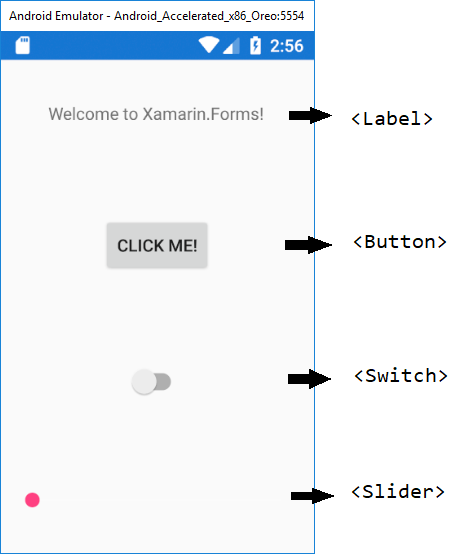 Android Emulator - Android_Accelerated_x86_Oreo:5554
2:56
Welcome to Xamarin.Forms!
<Label>
CLICK ME!
<Button>
<Switch>
<Slider>